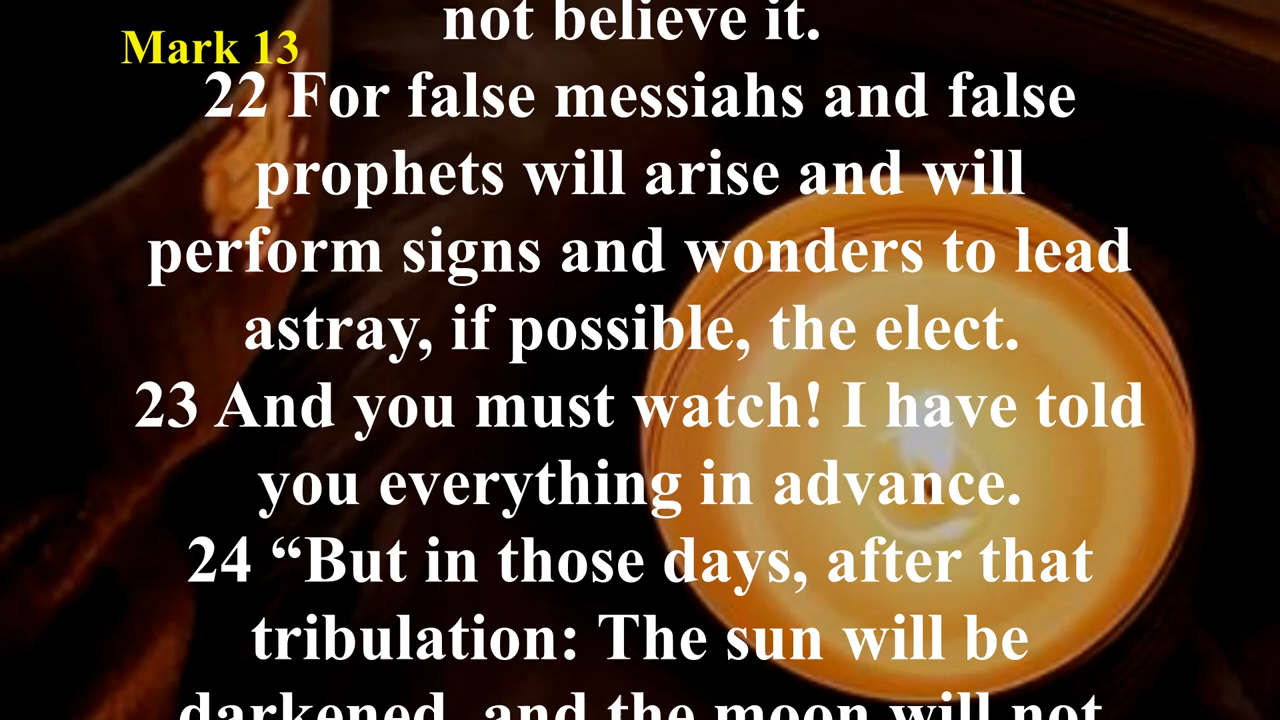 not believe it.
Mark 13
22 For false messiahs and false
prophets will arise and will
perform signs and wonders to lead
astray, if possible, the elect.
23 And you must watch! I have told
you everything in advance.
24 “But in those days, after that
tribulation: The sun will be
darkened, and the moon will not